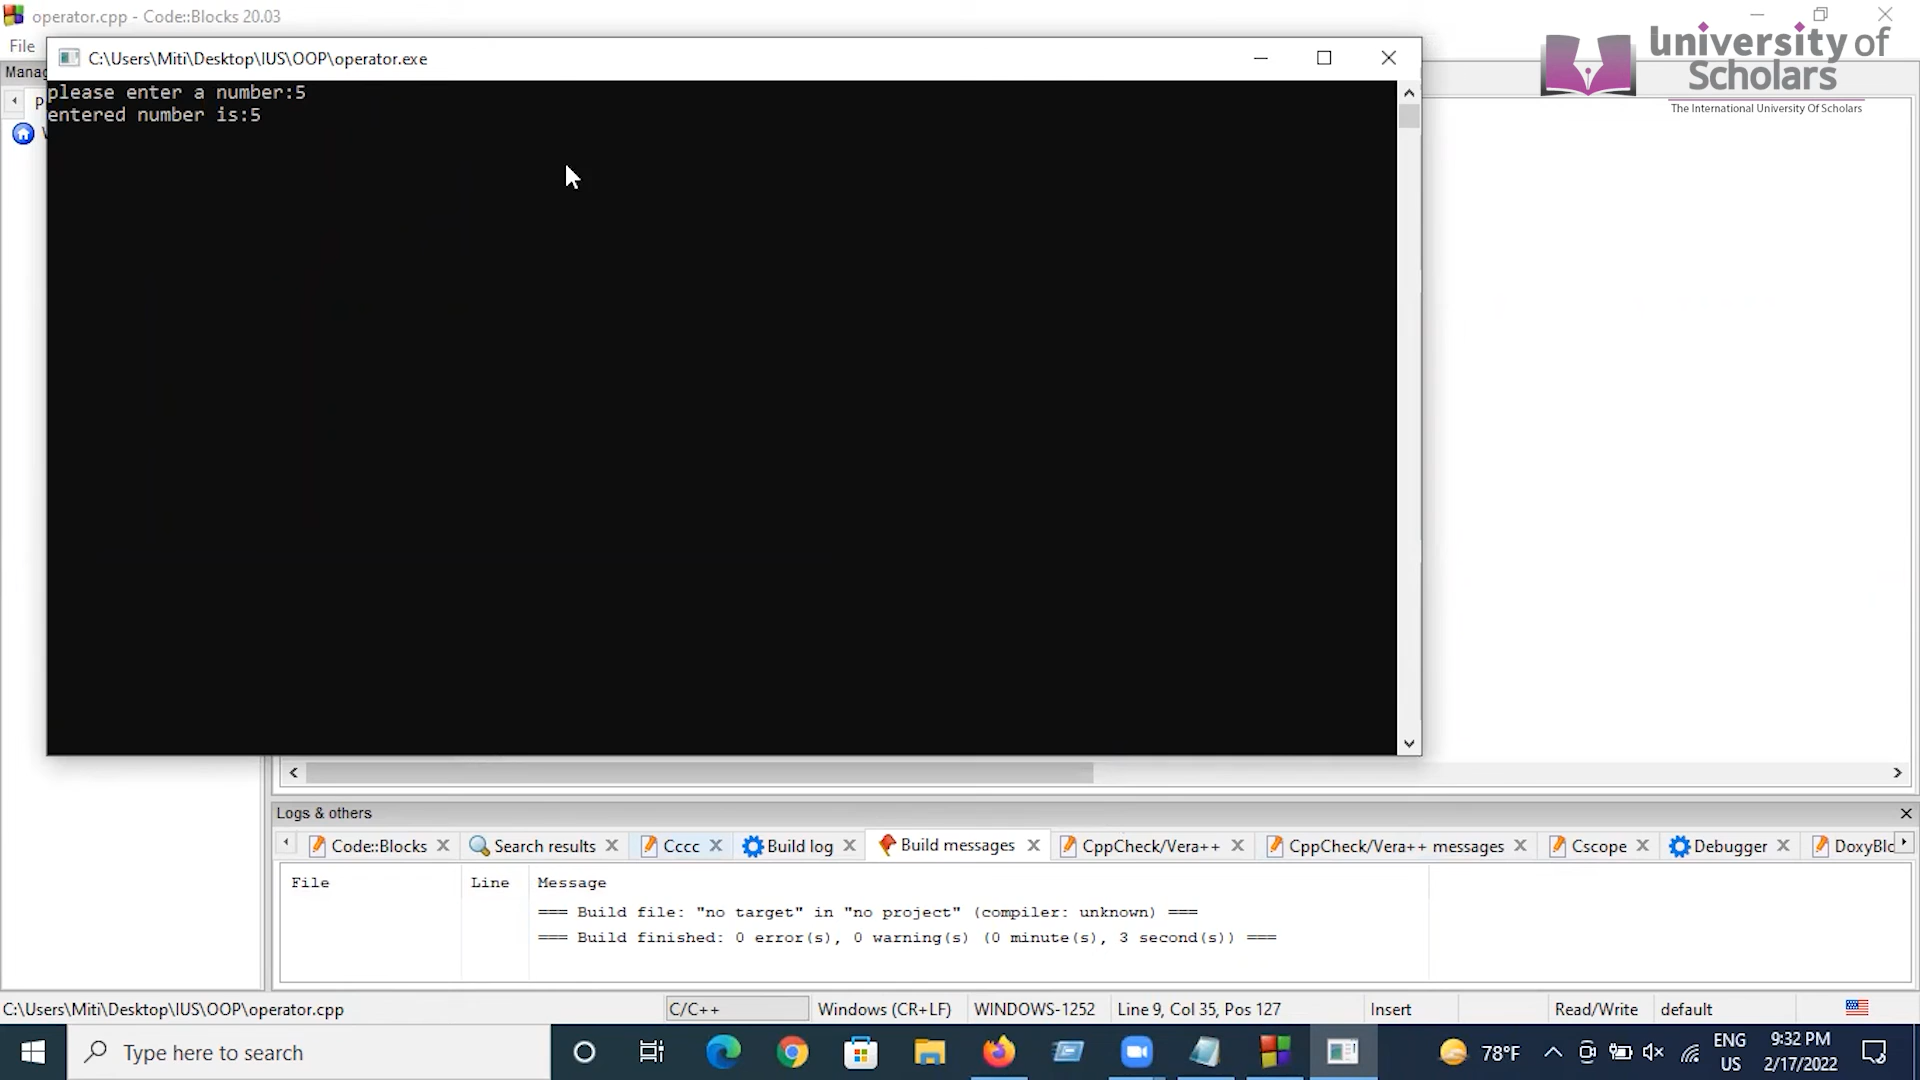 operator.cpp - Code::Blocks 20.03
File
C:\Users\Miti\Desktop\IUS\OOP\operator.exe
Manag
P
please enter a number:5
entered number is:5
university of
Scholars
The International University Of Scholars
Logs & others
Code::Blocks
Search results
Cccc
Build log
Build messages
CppCheck/Vera++
CppCheck/Vera++ messages
Cscope
Debugger
DoxyBlo
File Line Message
=== Build file: "no target" in "no project" (compiler: unknown) ===
=== Build finished: 0 error(s), 0 warning(s) (0 minute(s), 3 second(s)) ===
C:\Users\Miti\Desktop\IUS\OOP\operator.cpp C/C++ Windows (CR+LF) WINDOWS-1252 Line 9, Col 35, Pos 127 Insert Read/Write default
Type here to search
78°F
ENG
US
9:32 PM
2/17/2022